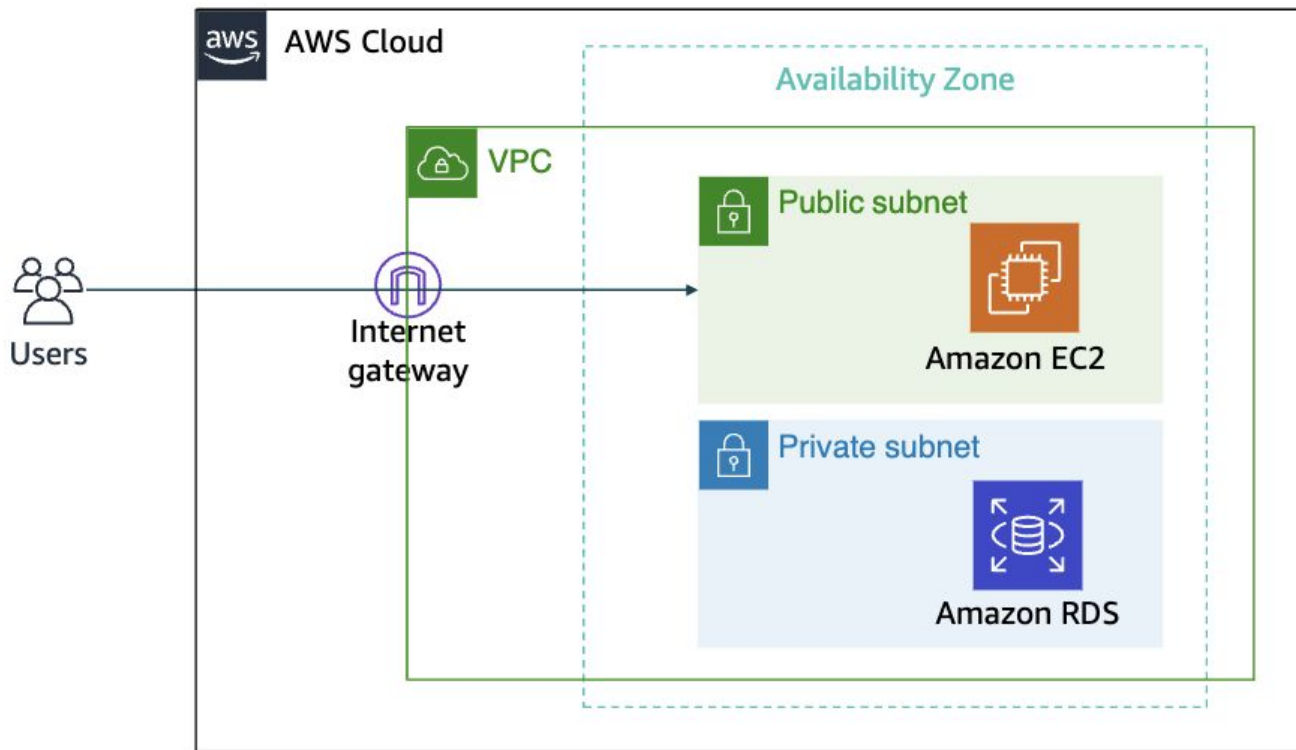 aws
AWS Cloud
Availability Zone
VPC
Public subnet
Users
Internet
gateway
Amazon EC2
Private subnet
Amazon RDS